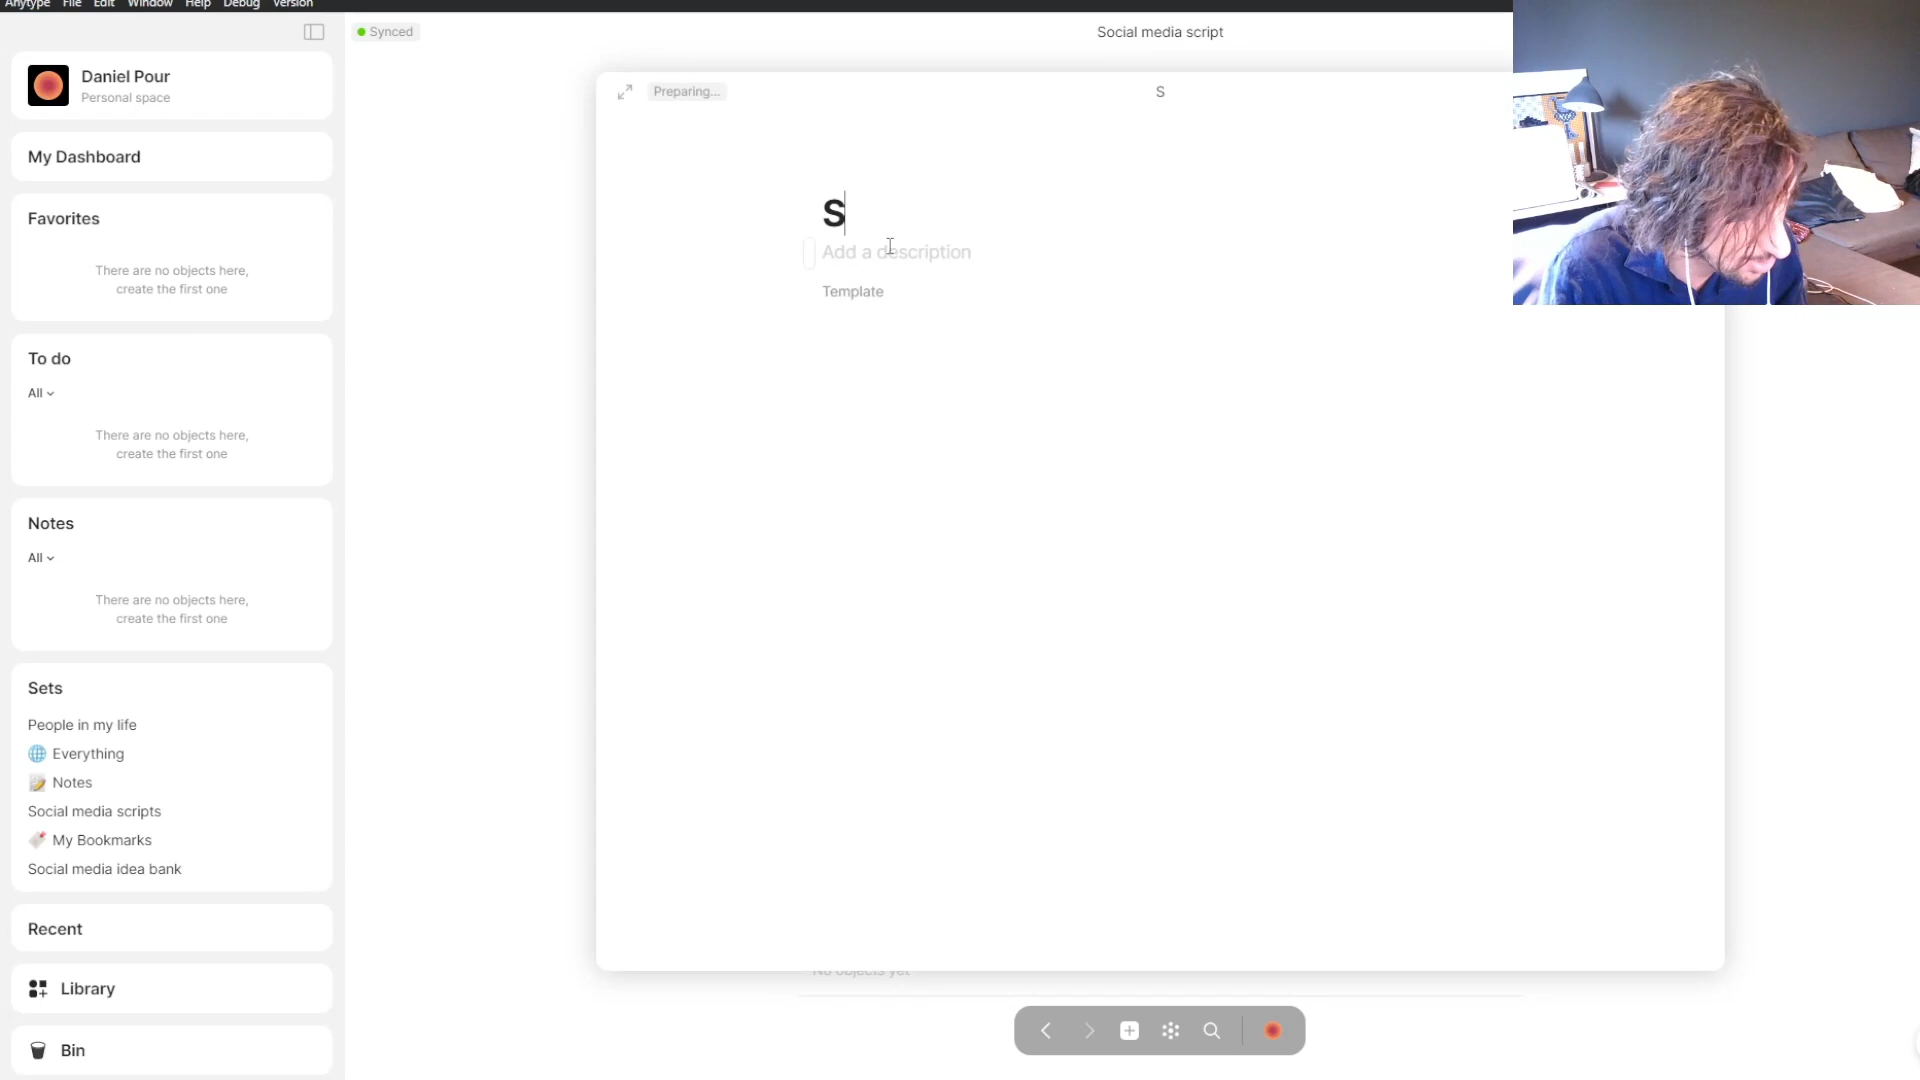 Anytype File Edit Window Help Debug Version
Synced
Social media script
Daniel Pour
Personal space
Preparing...
S
My Dashboard
S
Add a description
Template
Favorites
There are no objects here,
create the first one
To do
All
There are no objects here,
create the first one
Notes
All
There are no objects here,
create the first one
Sets
People in my life
Everything
Notes
Social media scripts
My Bookmarks
Social media idea bank
Recent
Library
Bin
No objects yet